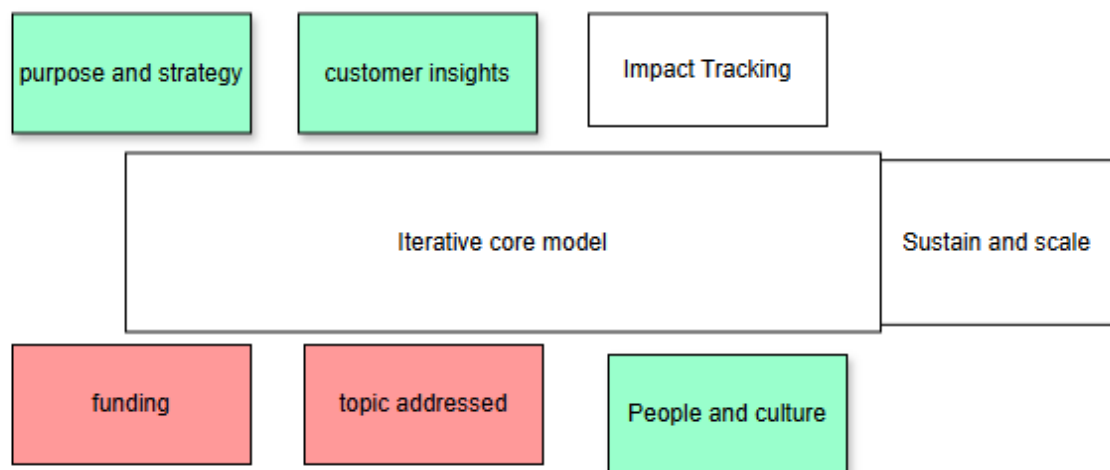 purpose and strategy
customer insights
Impact Tracking
Iterative core model
Sustain and scale
funding
topic addressed
People and culture